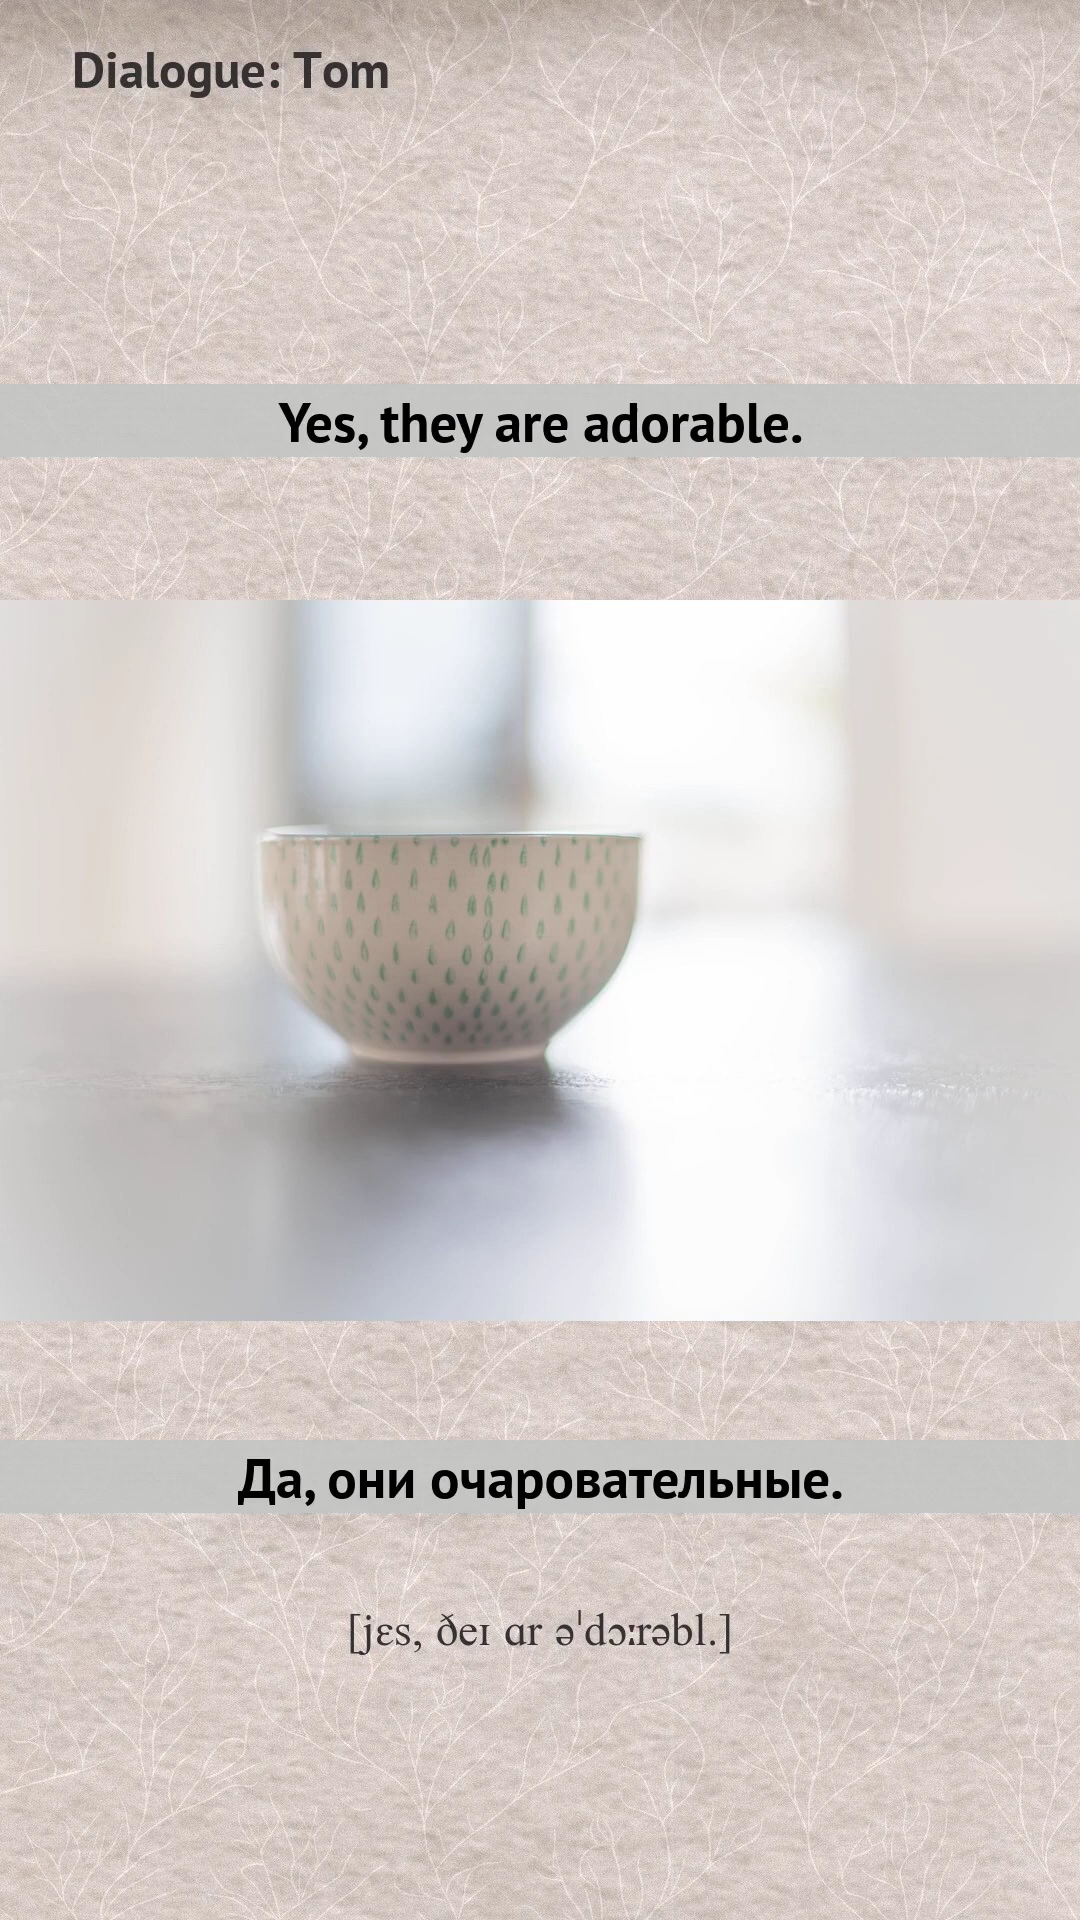 Dialogue: Tom
Yes, they are adorable.
Да, они очаровательные.
[jɛs, ðeɪ ɑr əˈdɔːrəbl.]